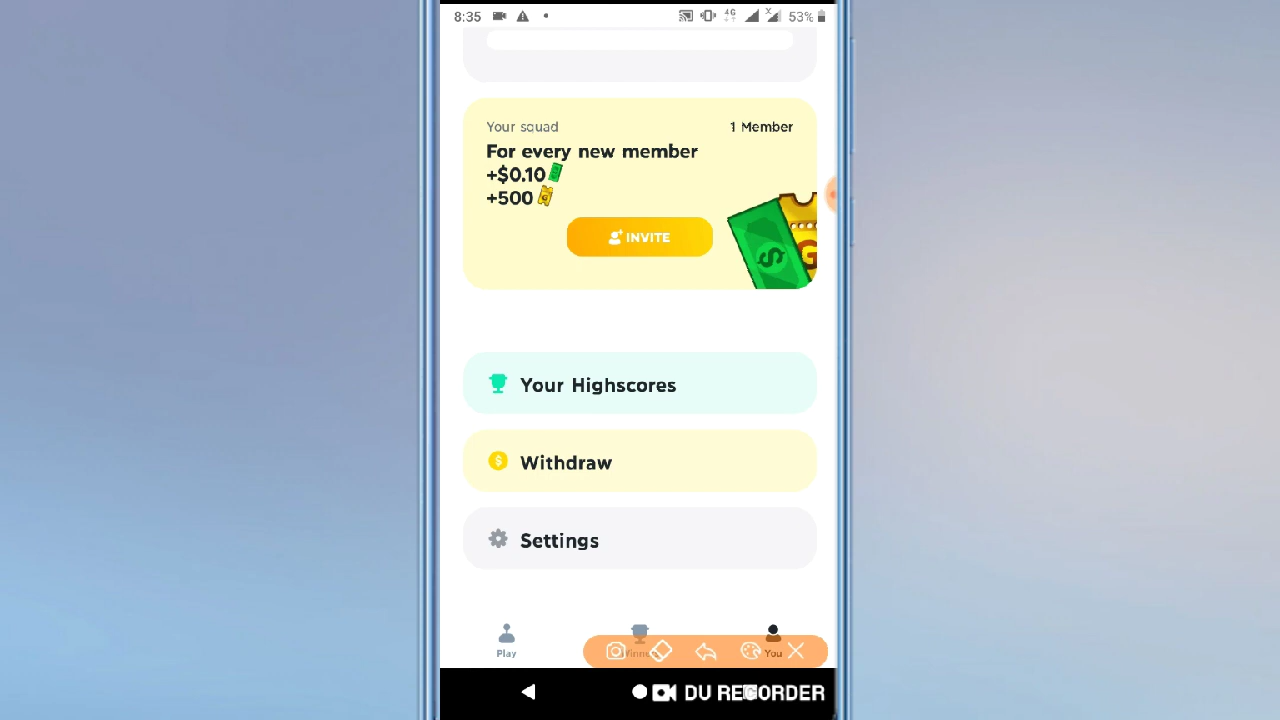 8:35
4G
X
53%
Your squad
1 Member
For every new member
+$0.10
+500
INVITE
$
G
Your Highscores
$
Withdraw
Settings
Play
You
DU RECORDER